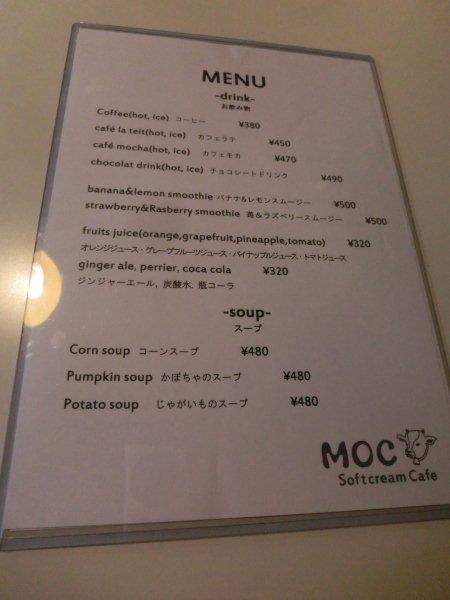 MENU
-drink-
お飲み物
Coffee(hot, ice) コーヒー ¥380
café la teit(hot, ice) カフェラテ ¥450
café mocha(hot, ice) カフェモカ ¥470
chocolat drink(hot, ice) チョコレートドリンク ¥490
banana&lemon smoothie バナナ&レモンスムージー ¥500
strawberry&Rasberry smoothie 苺&ラズベリースムージー ¥500
fruits juice(orange,grapefruit,pineapple,tomato) ¥320
オレンジジュース・グレープフルーツジュース・パイナップルジュース・トマトジュース
ginger ale, perrier, coca cola ¥320
ジンジャーエール, 炭酸水, 瓶コーラ
-soup-
スープ
Corn soup コーンスープ ¥480
Pumpkin soup かぼちゃのスープ ¥480
Potato soup じゃがいものスープ ¥480
MOC
Softcream Cafe